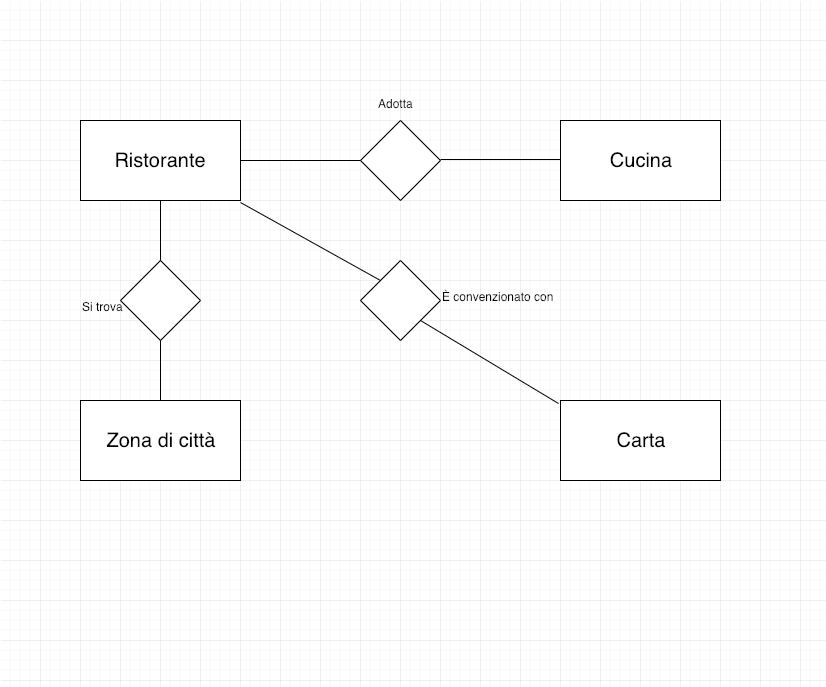 Adotta
Ristorante
Cucina
Si trova
È convenzionato con
Zona di città
Carta